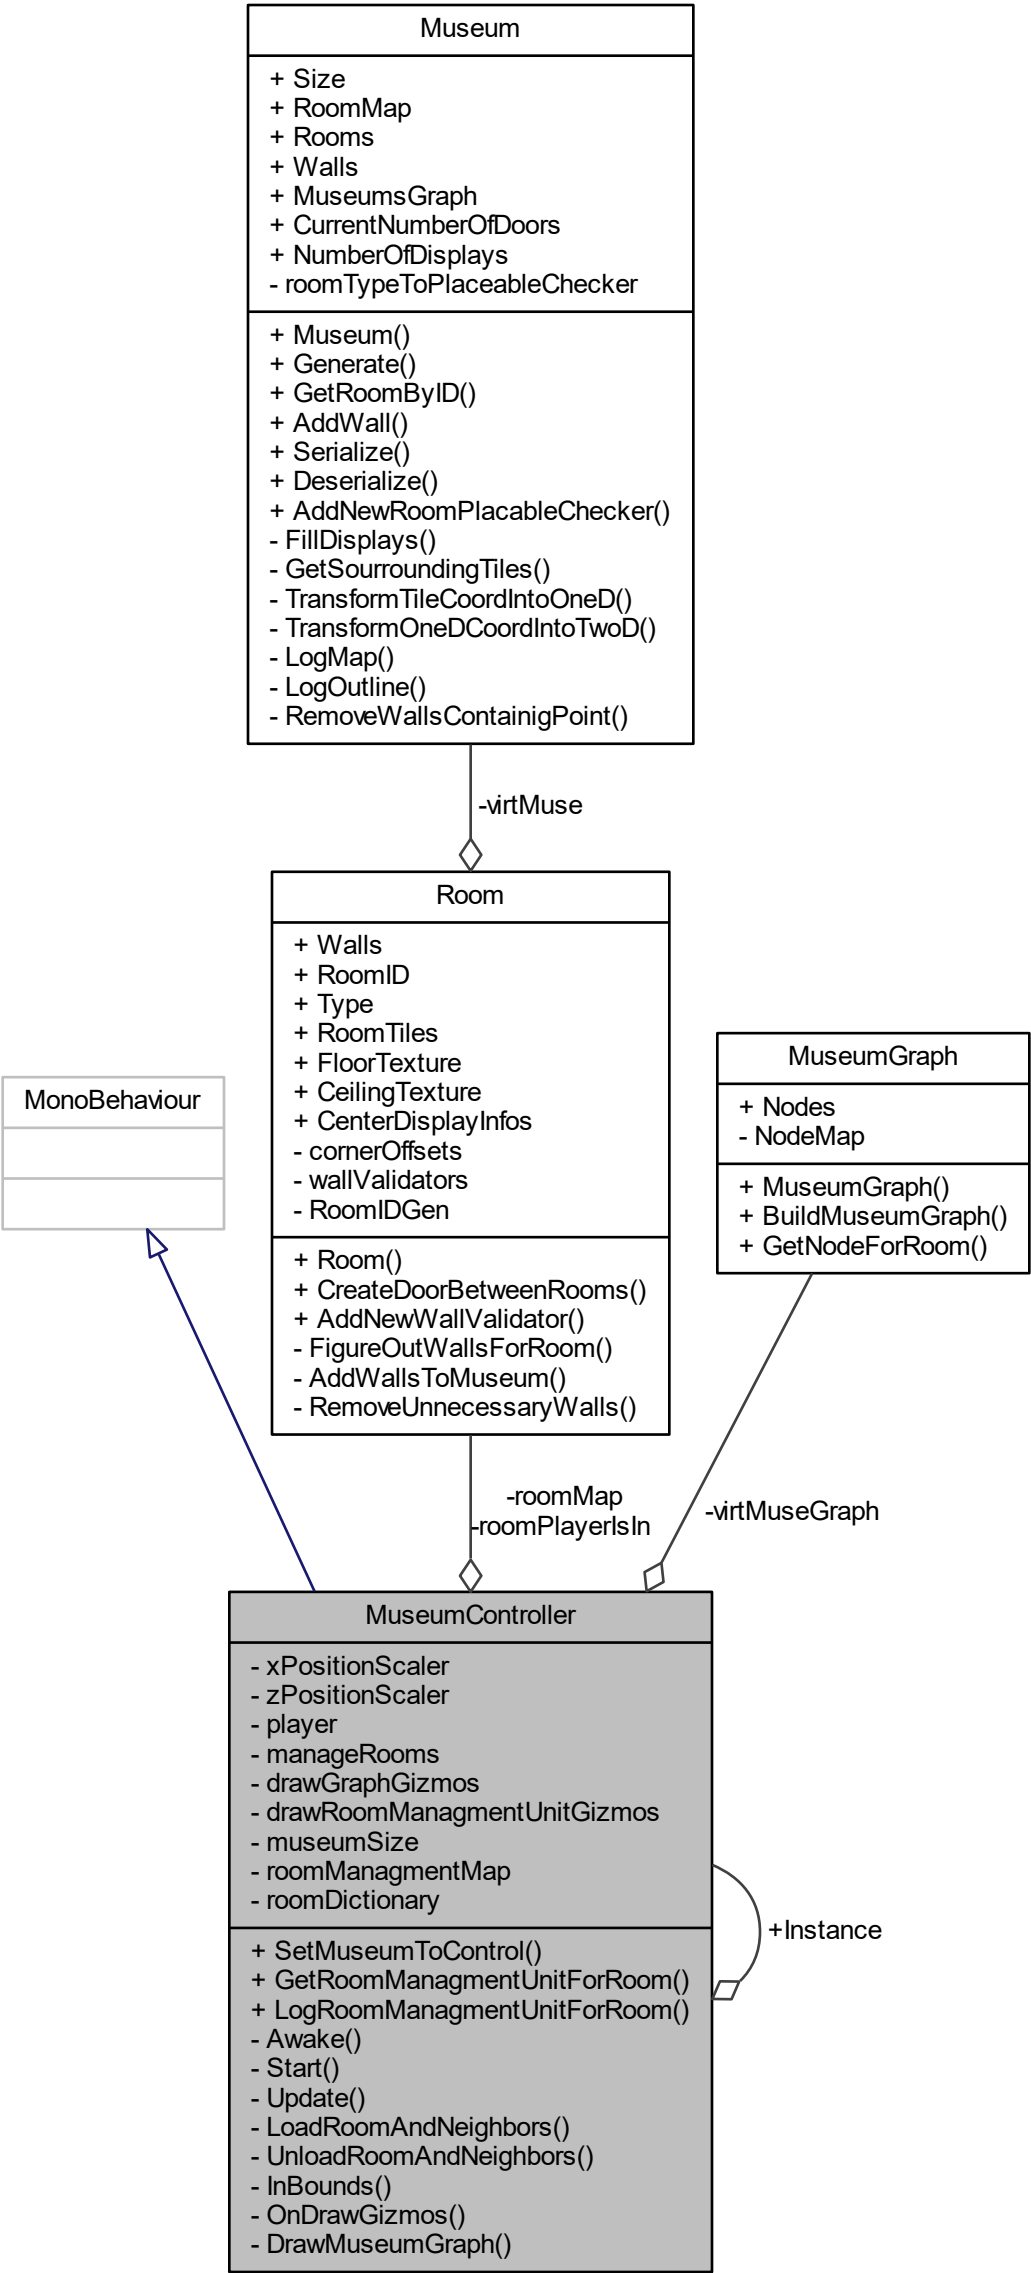 Museum
+ Size
+ RoomMap
+ Rooms
+ Walls
+ MuseumsGraph
+ CurrentNumberOfDoors
+ NumberOfDisplays
- roomTypeToPlaceableChecker
+ Museum()
+ Generate()
+ GetRoomByID()
+ AddWall()
+ Serialize()
+ Deserialize()
+ AddNewRoomPlacableChecker()
- FillDisplays()
- GetSourroundingTiles()
- TransformTileCoordIntoOneD()
- TransformOneDCoordIntoTwoD()
- LogMap()
- LogOutline()
- RemoveWallsContainigPoint()
-virtMuse
Room
+ Walls
+ RoomID
+ Type
+ RoomTiles
+ FloorTexture
+ CeilingTexture
+ CenterDisplayInfos
- cornerOffsets
- wallValidators
- RoomIDGen
+ Room()
+ CreateDoorBetweenRooms()
+ AddNewWallValidator()
- FigureOutWallsForRoom()
- AddWallsToMuseum()
- RemoveUnnecessaryWalls()
MonoBehaviour
MuseumGraph
+ Nodes
- NodeMap
+ MuseumGraph()
+ BuildMuseumGraph()
+ GetNodeForRoom()
-roomMap
-roomPlayerIsIn
-virtMuseGraph
MuseumController
- xPositionScaler
- zPositionScaler
- player
- manageRooms
- drawGraphGizmos
- drawRoomManagmentUnitGizmos
- museumSize
- roomManagmentMap
- roomDictionary
+ SetMuseumToControl()
+ GetRoomManagmentUnitForRoom()
+ LogRoomManagmentUnitForRoom()
- Awake()
- Start()
- Update()
- LoadRoomAndNeighbors()
- UnloadRoomAndNeighbors()
- InBounds()
- OnDrawGizmos()
- DrawMuseumGraph()
+Instance